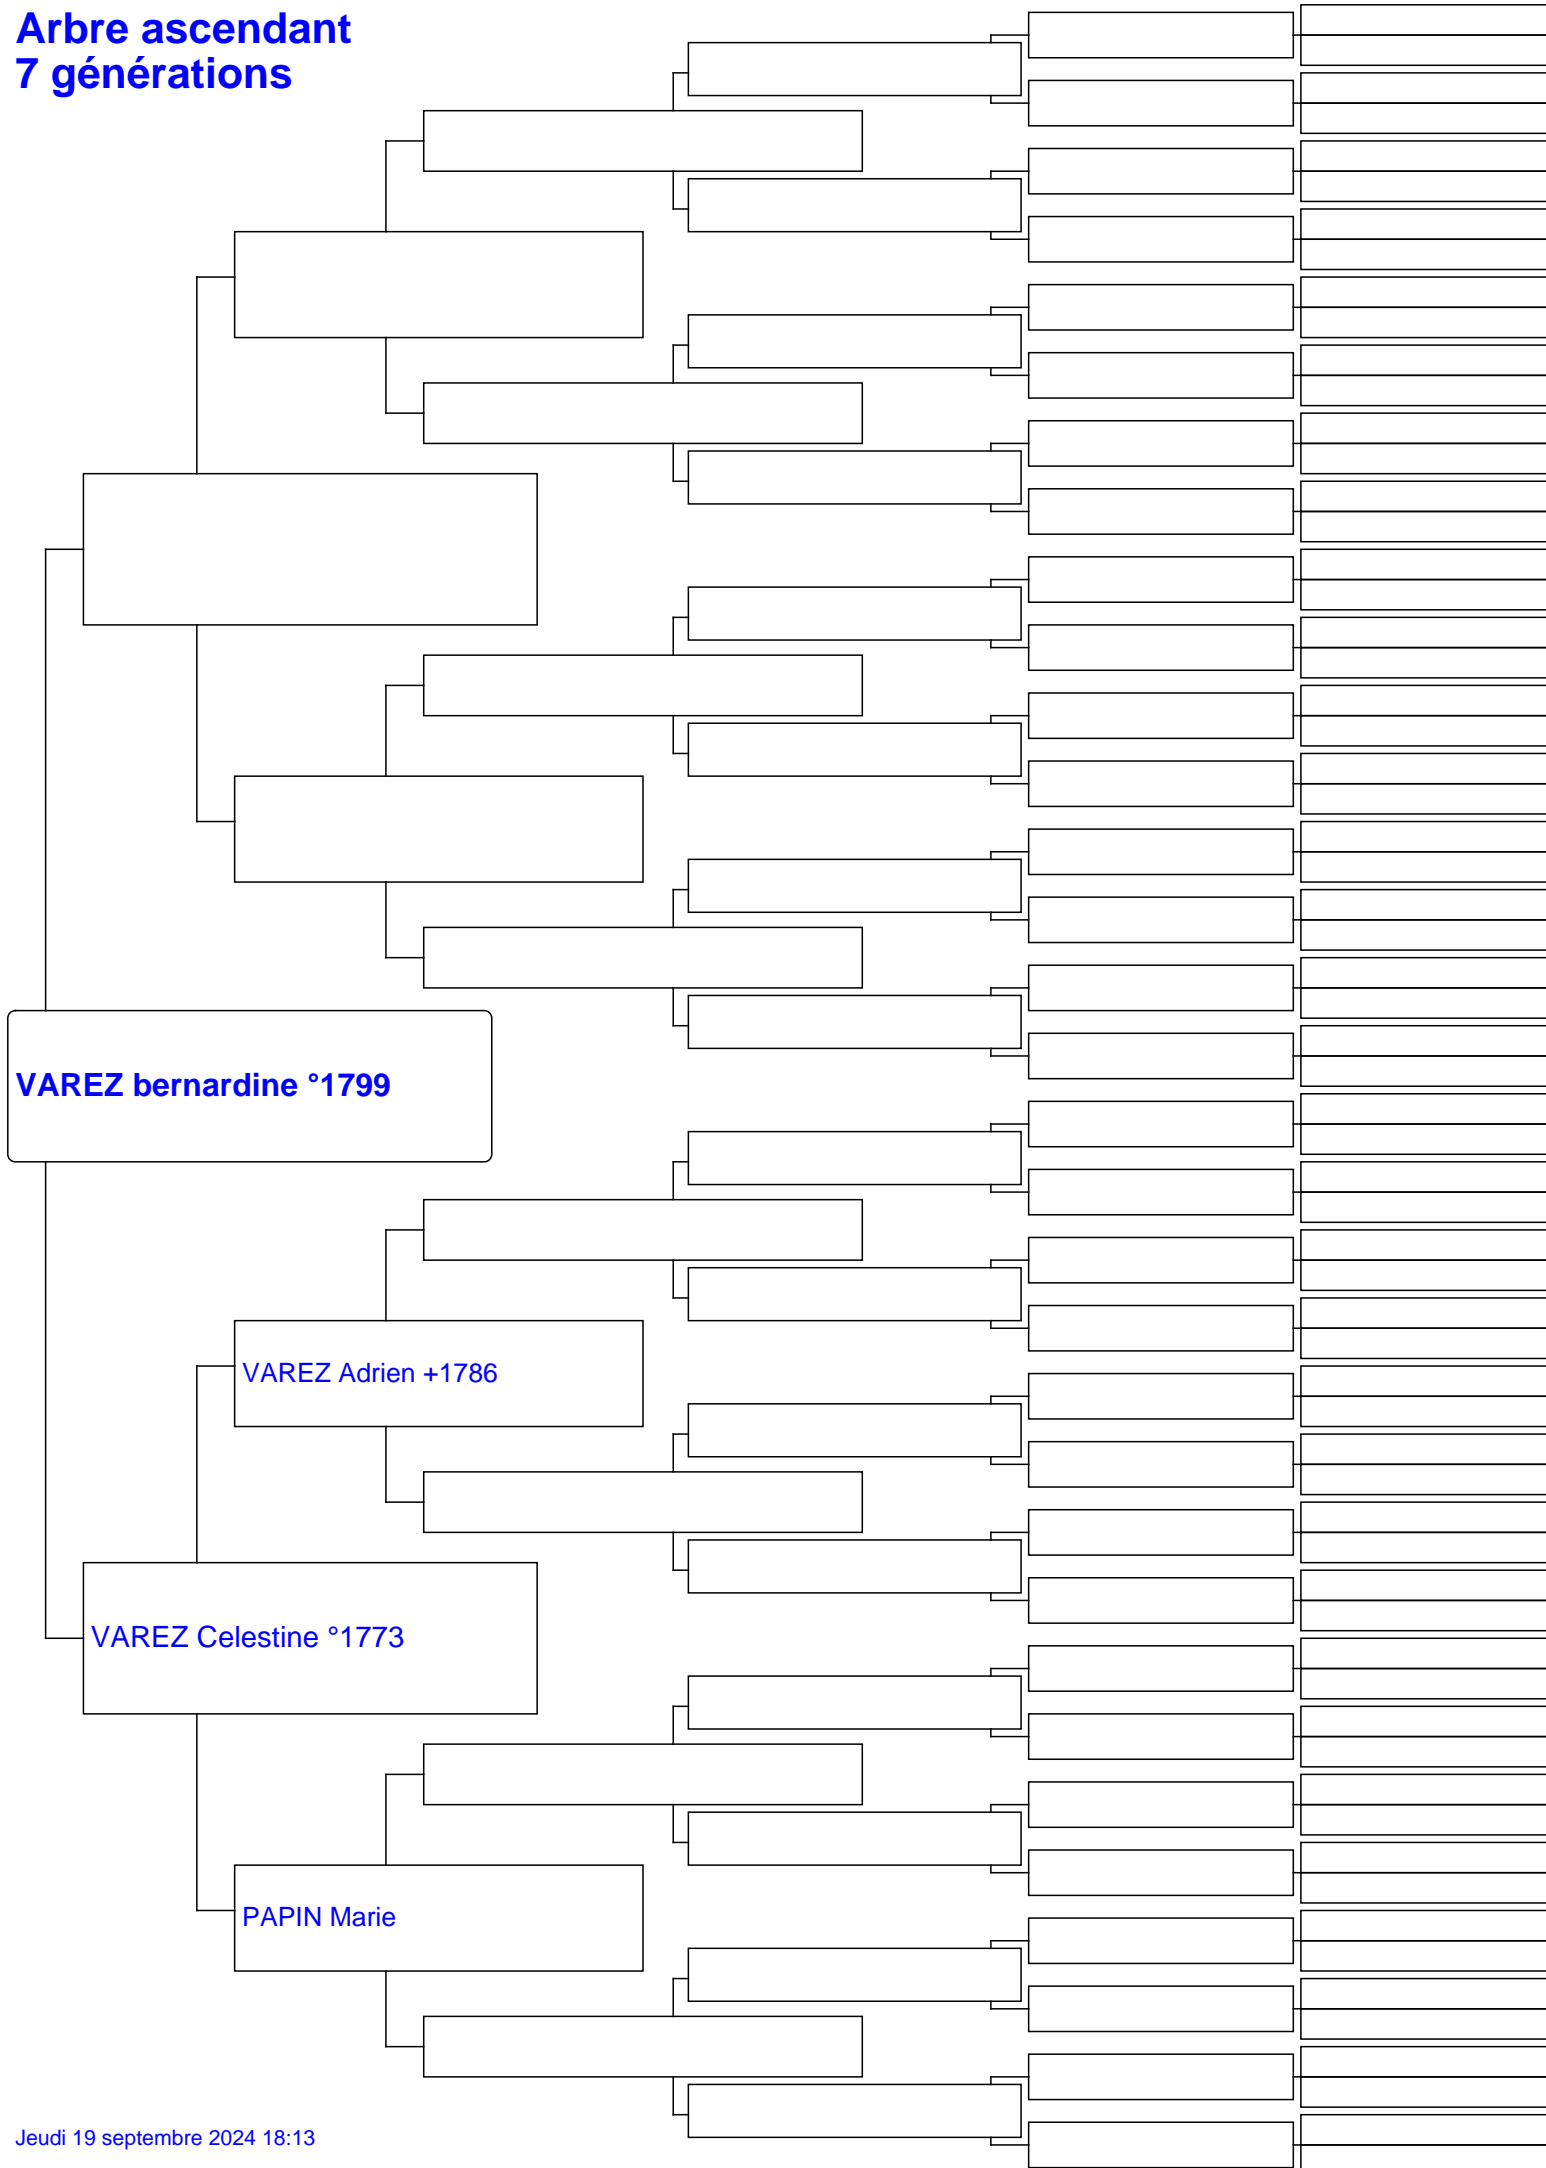 Arbre ascendant
7 générations
VAREZ bernardine °1799
VAREZ Adrien +1786
VAREZ Celestine °1773
PAPIN Marie
Jeudi 19 septembre 2024 18:13